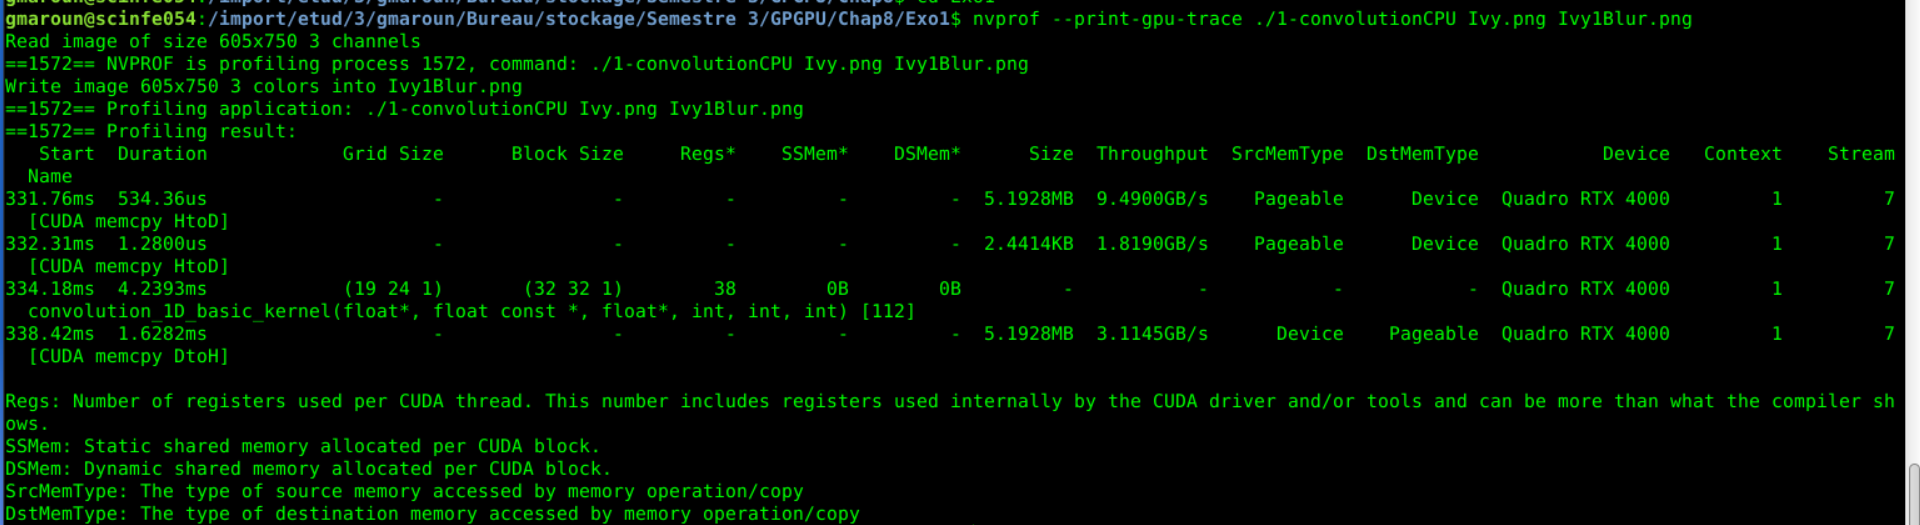 gmaroun@scinfe054:/import/etud/3/gmaroun/Bureau/stockage/Semestre 3/GPGPU/Chap8/Exo1$ nvprof --print-gpu-trace ./1-convolutionCPU Ivy.png Ivy1Blur.png
Read image of size 605x750 3 channels
==1572== NVPROF is profiling process 1572, command: ./1-convolutionCPU Ivy.png Ivy1Blur.png
Write image 605x750 3 colors into Ivy1Blur.png
==1572== Profiling application: ./1-convolutionCPU Ivy.png Ivy1Blur.png
==1572== Profiling result:
   Start  Duration            Grid Size      Block Size     Regs*    SSMem*    DSMem*      Size  Throughput  SrcMemType  DstMemType           Device   Context    Stream
  Name
331.76ms  534.36us                    -               -         -         -         -  5.1928MB  9.4900GB/s    Pageable      Device  Quadro RTX 4000         1         7
  [CUDA memcpy HtoD]
332.31ms  1.2800us                    -               -         -         -         -  2.4414KB  1.8190GB/s    Pageable      Device  Quadro RTX 4000         1         7
  [CUDA memcpy HtoD]
334.18ms  4.2393ms            (19 24 1)       (32 32 1)        38        0B        0B         -           -           -           -  Quadro RTX 4000         1         7
  convolution_1D_basic_kernel(float*, float const *, float*, int, int, int) [112]
338.42ms  1.6282ms                    -               -         -         -         -  5.1928MB  3.1145GB/s      Device    Pageable  Quadro RTX 4000         1         7
  [CUDA memcpy DtoH]
Regs: Number of registers used per CUDA thread. This number includes registers used internally by the CUDA driver and/or tools and can be more than what the compiler sh
ows.
SSMem: Static shared memory allocated per CUDA block.
DSMem: Dynamic shared memory allocated per CUDA block.
SrcMemType: The type of source memory accessed by memory operation/copy
DstMemType: The type of destination memory accessed by memory operation/copy